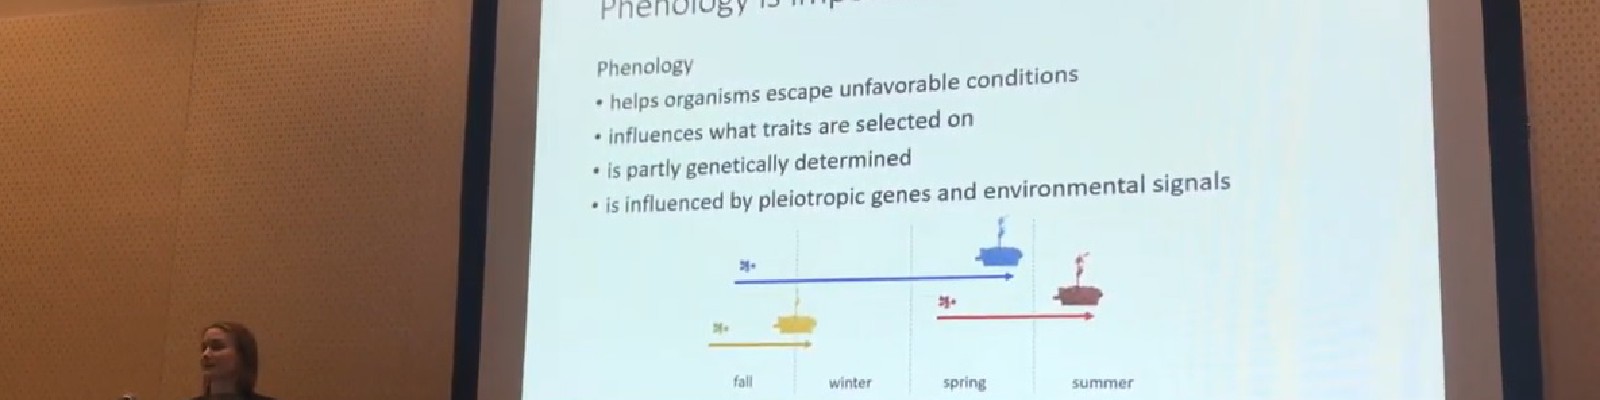 Phenology is
Phenology
• helps organisms escape unfavorable conditions
• influences what traits are selected on
• is partly genetically determined
• is influenced by pleiotropic genes and environmental signals
fall winter spring summer